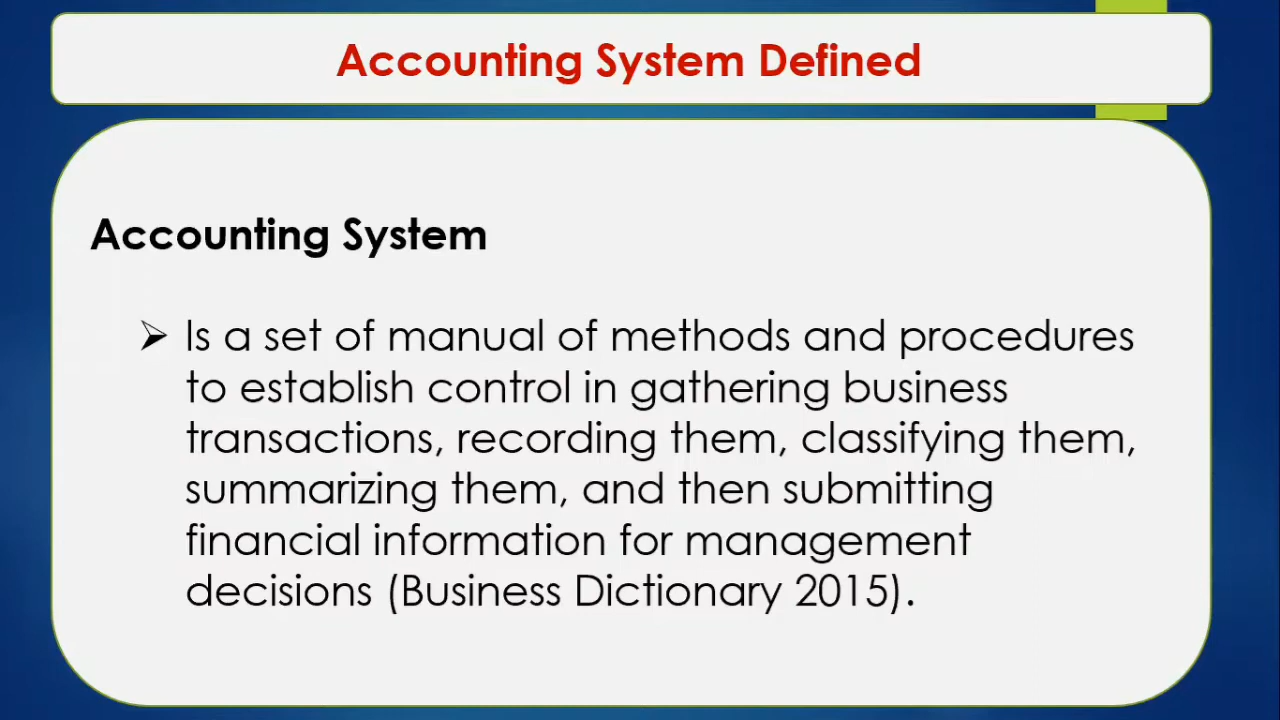 Accounting System Defined
Accounting System
➢ Is a set of manual of methods and procedures
to establish control in gathering business
transactions, recording them, classifying them,
summarizing them, and then submitting
financial information for management
decisions (Business Dictionary 2015).